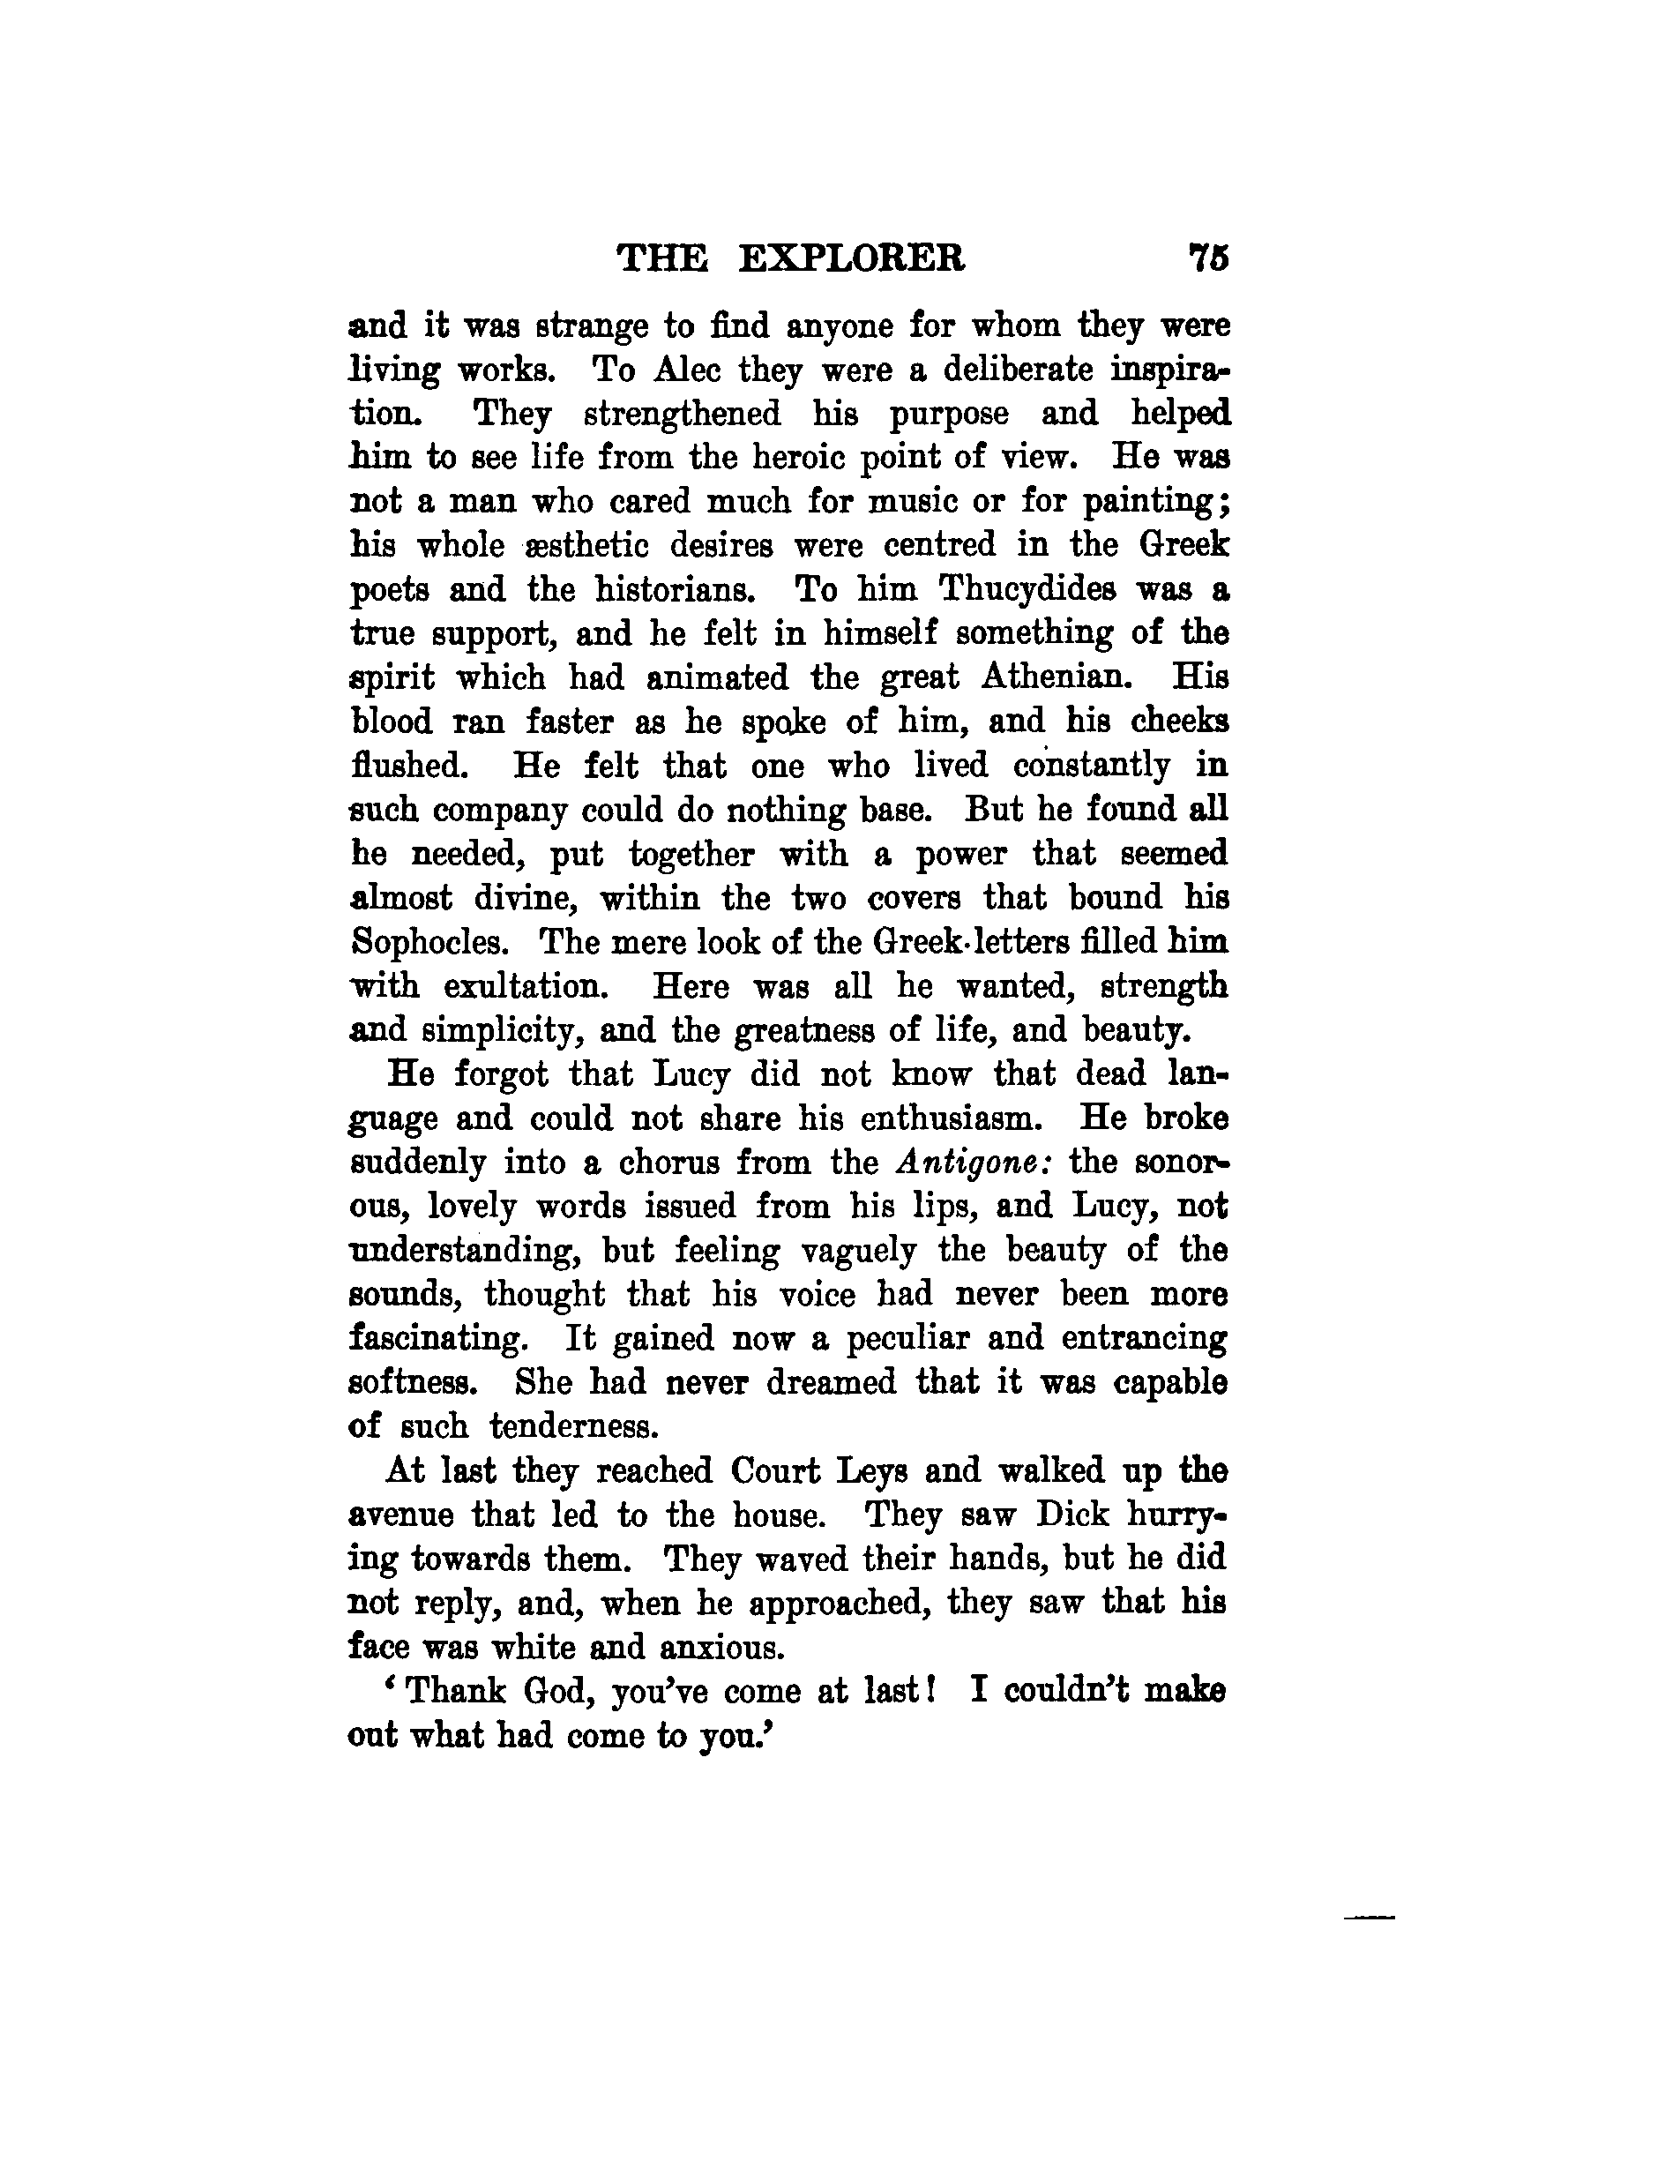 THE EXPLORER 75
and it was strange to find anyone for whom they were
living works. To Alec they were a deliberate inspira-
tion. They strengthened his purpose and helped
him to see life from the heroic point of view. He was
not a man who cared much for music or for painting;
his whole æsthetic desires were centred in the Greek
poets and the historians. To him Thucydides was a
true support, and he felt in himself something of the
spirit which had animated the great Athenian. His
blood ran faster as he spoke of him, and his cheeks
flushed. He felt that one who lived constantly in
such company could do nothing base. But he found all
he needed, put together with a power that seemed
almost divine, within the two covers that bound his
Sophocles. The mere look of the Greek letters filled him
with exultation. Here was all he wanted, strength
and simplicity, and the greatness of life, and beauty.
He forgot that Lucy did not know that dead lan-
guage and could not share his enthusiasm. He broke
suddenly into a chorus from the Antigone: the sonor-
ous, lovely words issued from his lips, and Lucy, not
understanding, but feeling vaguely the beauty of the
sounds, thought that his voice had never been more
fascinating. It gained now a peculiar and entrancing
softness. She had never dreamed that it was capable
of such tenderness.
At last they reached Court Leys and walked up the
avenue that led to the house. They saw Dick hurry-
ing towards them. They waved their hands, but he did
not reply, and, when he approached, they saw that his
face was white and anxious.
‘Thank God, you’ve come at last! I couldn’t make
out what had come to you.’